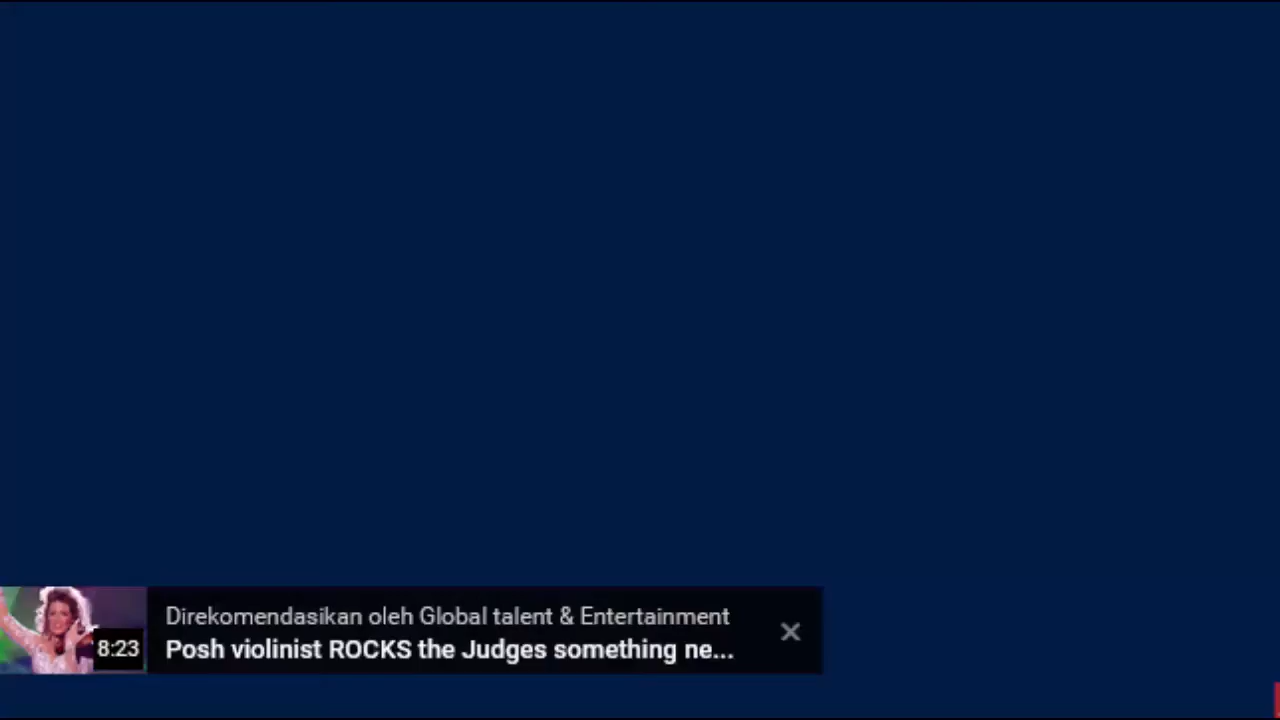 Direkomendasikan oleh Global talent & Entertainment
8:23
Posh violinist ROCKS the Judges something ne...